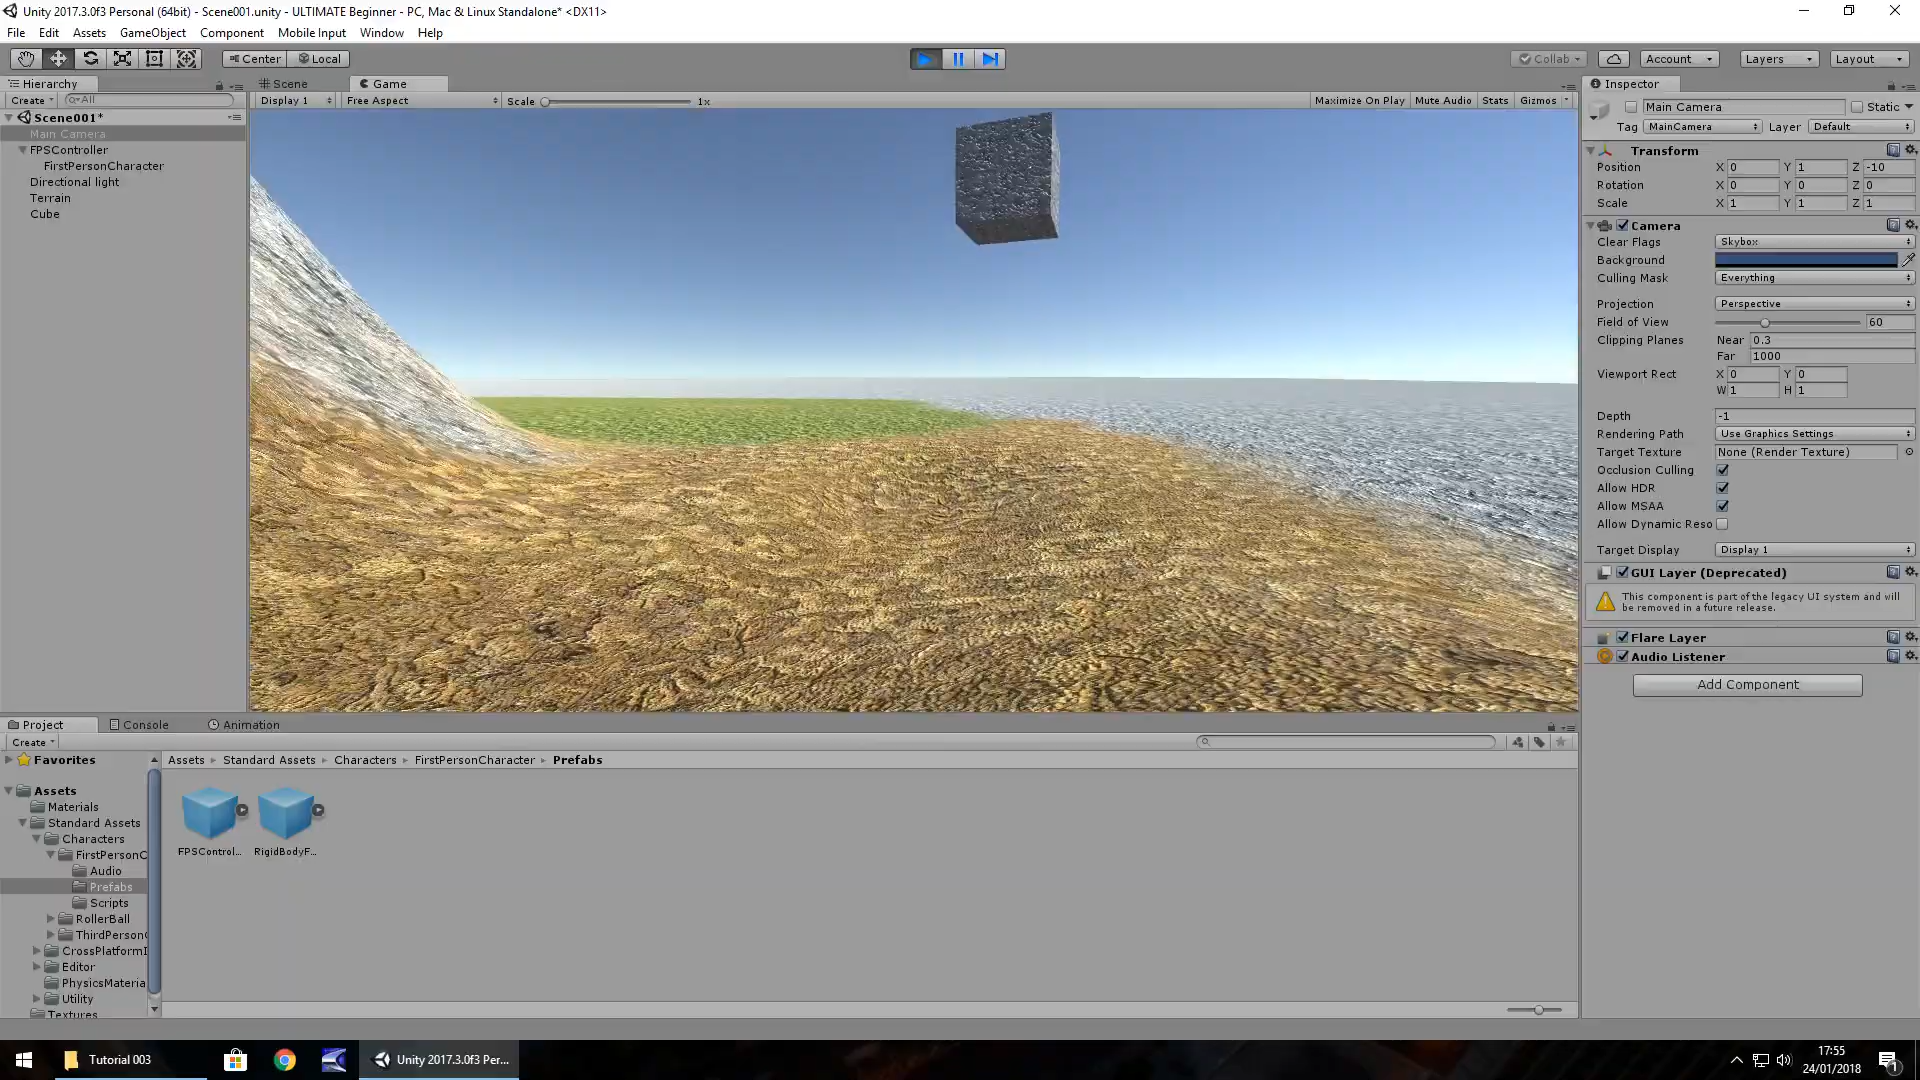 Unity 2017.3.0f3 Personal (64bit) - Scene001.unity - ULTIMATE Beginner - PC, Mac & Linux Standalone* <DX11>
File Edit Assets GameObject Component Mobile Input Window Help
Center Local Collab Account Layers Layout
Hierarchy Scene Game Inspector
Create All Display 1 Free Aspect Scale 1x Maximize On Play Mute Audio Stats Gizmos
Main Camera Static
Scene001*
Tag MainCamera Layer Default
Main Camera
FPSController
FirstPersonCharacter
Directional light
Terrain
Cube
Transform
Position X 0 Y 1 Z -10
Rotation X 0 Y 0 Z 0
Scale X 1 Y 1 Z 1
Camera
Clear Flags Skybox
Background
Culling Mask Everything
Projection Perspective
Field of View 60
Clipping Planes Near 0.3
Far 1000
Viewport Rect X 0 Y 0
W 1 H 1
Depth -1
Rendering Path Use Graphics Settings
Target Texture None (Render Texture)
Occlusion Culling
Allow HDR
Allow MSAA
Allow Dynamic Reso
Target Display Display 1
GUI Layer (Deprecated)
This component is part of the legacy UI system and will
be removed in a future release.
Flare Layer
Audio Listener
Add Component
Project Console Animation
Create
Favorites
Assets Standard Assets Characters FirstPersonCharacter Prefabs
Assets
Materials
Standard Assets
Characters
FirstPersonC
Audio
Prefabs
Scripts
RollerBall
ThirdPerson
CrossPlatformI
Editor
PhysicsMateria
Utility
Textures
FPSControl... RigidBodyF...
Tutorial 003 Unity 2017.3.0f3 Per...
17:55
24/01/2018
1